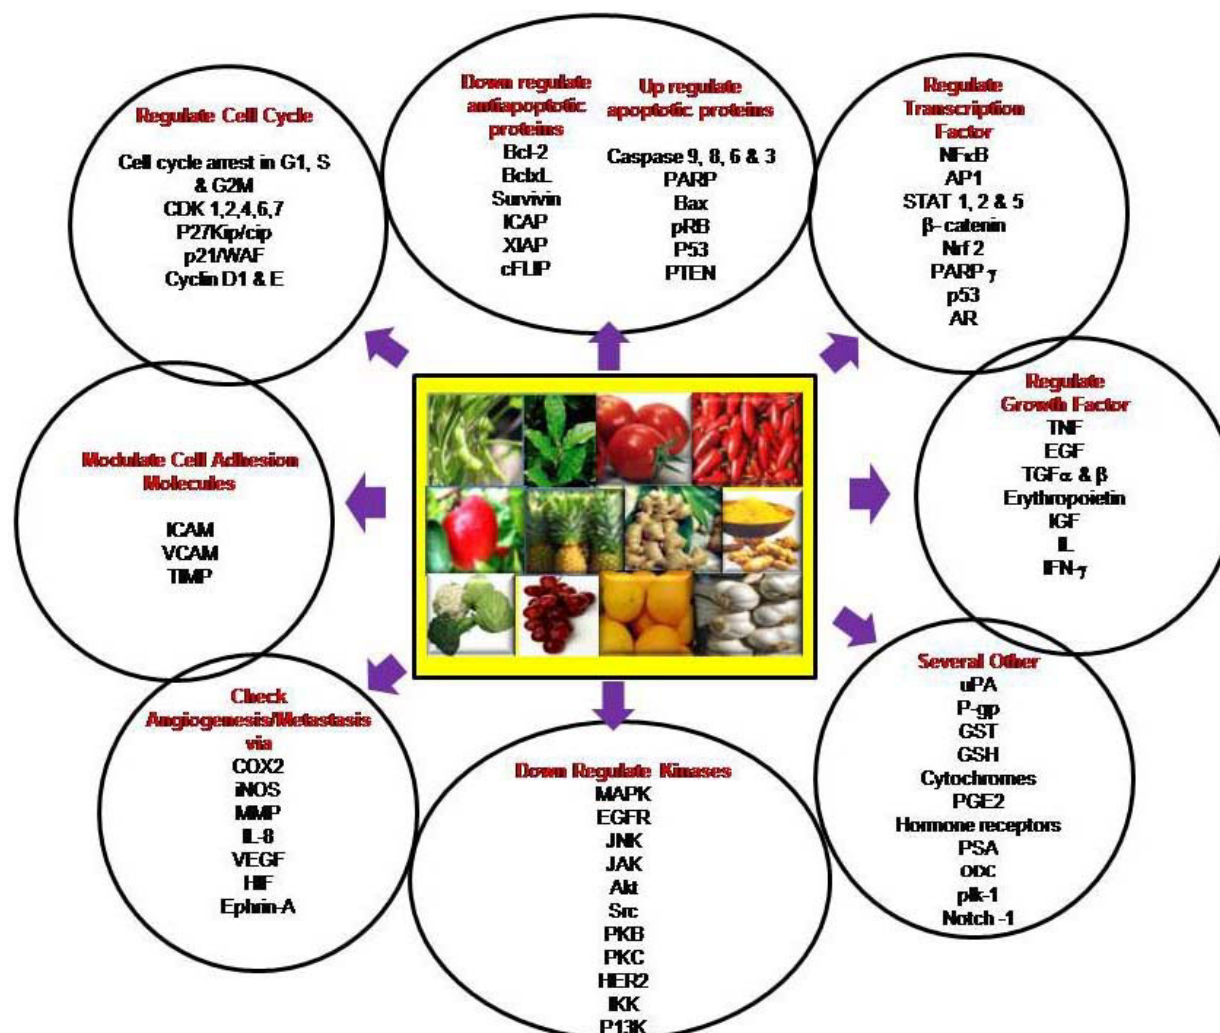 Regulate Cell Cycle
Cell cycle arrest in G1, S
& G2M
CDK 1,2,4,6,7
P27/Kip/cip
p21/WAF
Cyclin D1 & E
Down regulate
antiapoptotic
proteins
Bcl-2
BclxL
Survivin
ICAP
XIAP
cFLIP
Up regulate
apoptotic proteins
Caspase 9, 8, 6 & 3
PARP
Bax
pRB
P53
PTEN
Regulate
Transcription
Factor
NFκB
AP1
STAT 1, 2 & 5
β- catenin
Nrf 2
PARP γ
p53
AR
Modulate Cell Adhesion
Molecules
ICAM
VCAM
TIMP
Regulate
Growth Factor
TNF
EGF
TGFα & β
Erythropoietin
IGF
IL
IFN-γ
Check
Angiogenesis/Metastasis
via
COX2
iNOS
MMP
IL-8
VEGF
HIF
Ephrin-A
Down Regulate Kinases
MAPK
EGFR
JNK
JAK
Akt
Src
PKB
PKC
HER2
IKK
P13K
Several Other
uPA
P-gp
GST
GSH
Cytochromes
PGE2
Hormone receptors
PSA
ODC
plk-1
Notch -1